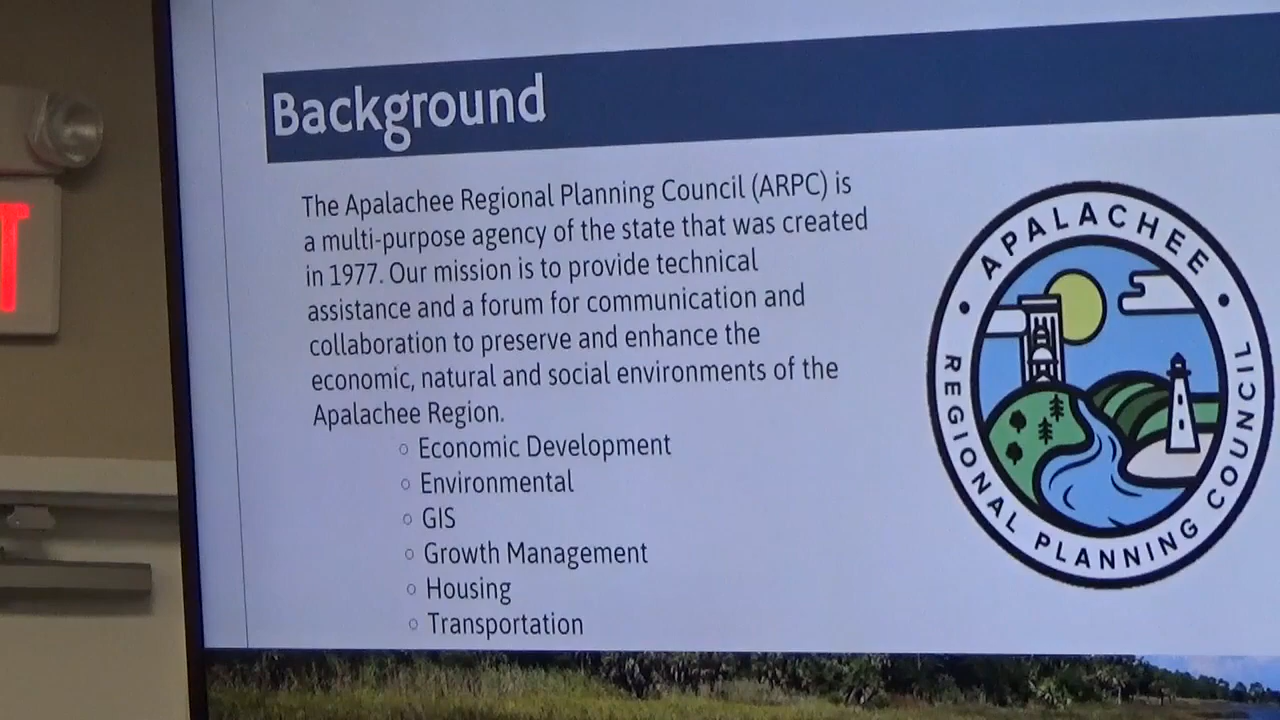 Background
The Apalachee Regional Planning Council (ARPC) is
a multi-purpose agency of the state that was created
in 1977. Our mission is to provide technical
assistance and a forum for communication and
collaboration to preserve and enhance the
economic, natural and social environments of the
Apalachee Region.
○ Economic Development
○ Environmental
○ GIS
○ Growth Management
○ Housing
○ Transportation
• APALACHEE •
REGIONAL PLANNING COUNCIL
T